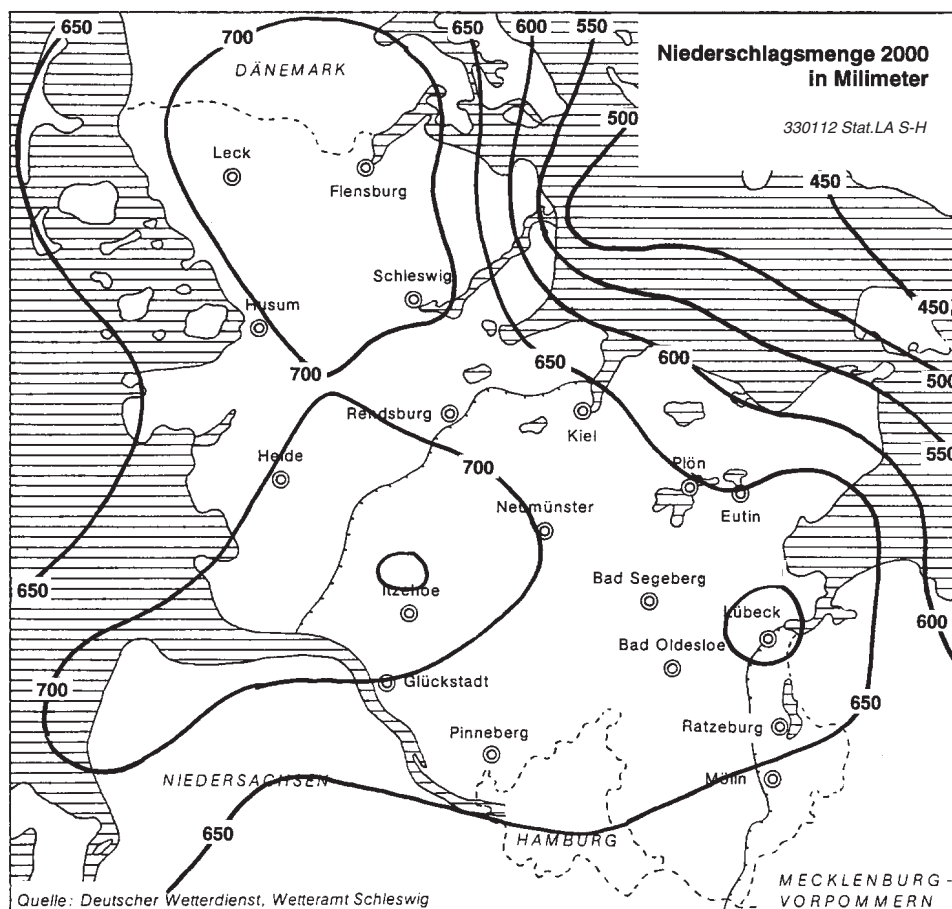 650
700
650
600
550
Niederschlagsmenge 2000
in Milimeter
DÄNEMARK
500
330112 Stat.LA S-H
Leck
Flensburg
450
Schleswig
Husum
450
700
650
600
500
Rendsburg
Kiel
550
Heide
700
Plön
Neumünster
Eutin
650
Itzehoe
Bad Segeberg
Lübeck
600
Bad Oldesloe
700
Glückstadt
650
Pinneberg
Ratzeburg
NIEDERSACHSEN
Mölln
650
HAMBURG
MECKLENBURG-
VORPOMMERN
Quelle: Deutscher Wetterdienst, Wetteramt Schleswig